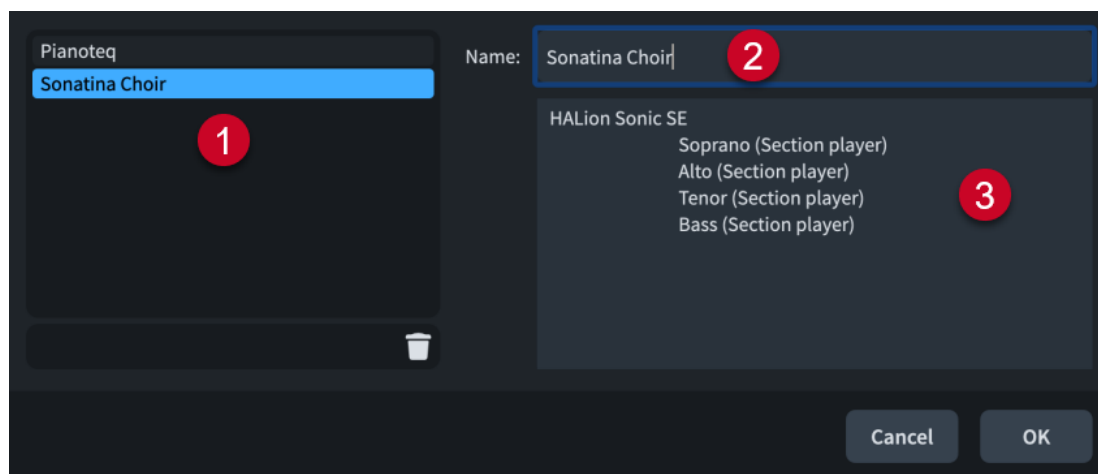 Pianoteq
Sonatina Choir
1
Name:
Sonatina Choir
2
HALion Sonic SE
Soprano (Section player)
Alto (Section player)
Tenor (Section player)
Bass (Section player)
3
Cancel
OK